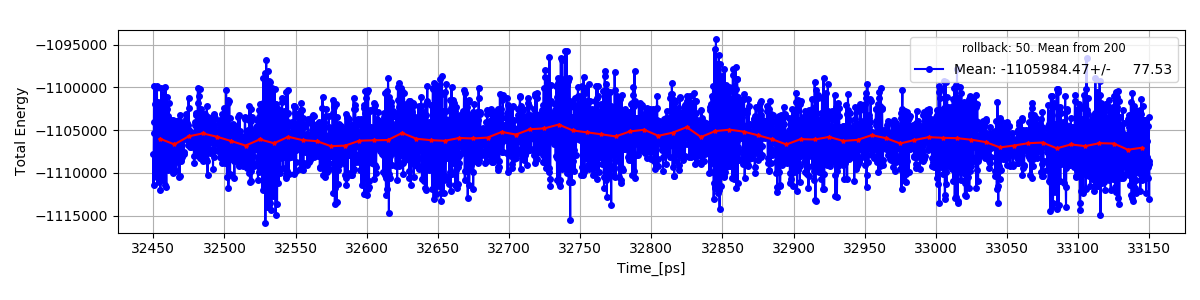 rollback: 50. Mean from 200
Mean: -1105984.47+/-     77.53
Total Energy
−1095000
−1100000
−1105000
−1110000
−1115000
32450 32500 32550 32600 32650 32700 32750 32800 32850 32900 32950 33000 33050 33100 33150
Time_[ps]